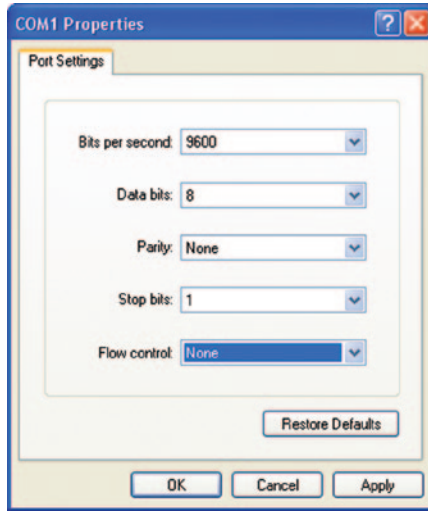 COM1 Properties
Port Settings
Bits per second: 9600
Data bits: 8
Parity: None
Stop bits: 1
Flow control: None
Restore Defaults
OK Cancel Apply